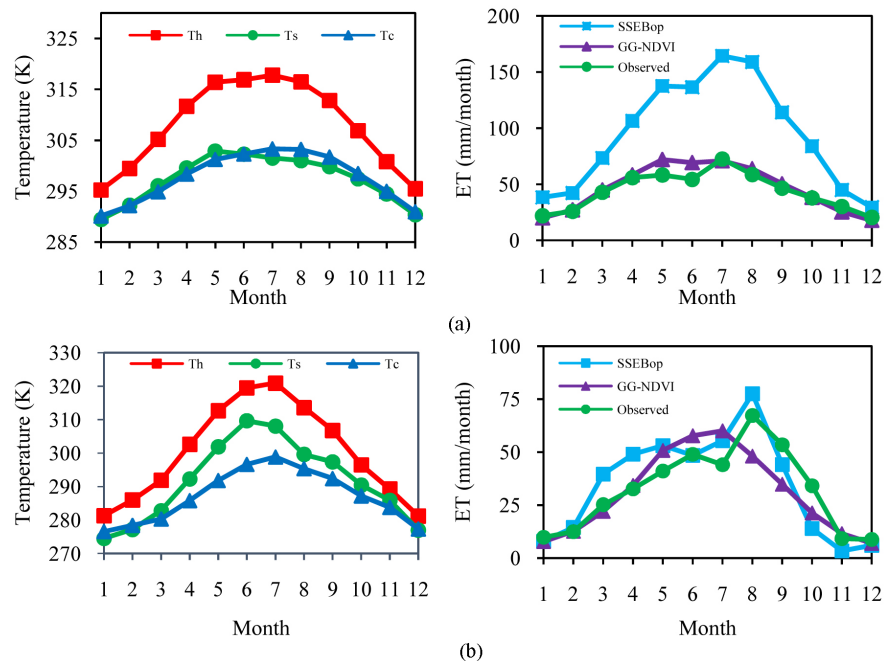 Temperature (K)
325
315
305
295
285
Th Ts Tc
1 2 3 4 5 6 7 8 9 10 11 12
Month
ET (mm/month)
200
150
100
50
0
SSEBop
GG-NDVI
Observed
1 2 3 4 5 6 7 8 9 10 11 12
Month
(a)
Temperature (K)
330
320
310
300
290
280
270
Th Ts Tc
1 2 3 4 5 6 7 8 9 10 11 12
Month
ET (mm/month)
100
75
50
25
0
SSEBop
GG-NDVI
Observed
1 2 3 4 5 6 7 8 9 10 11 12
Month
(b)